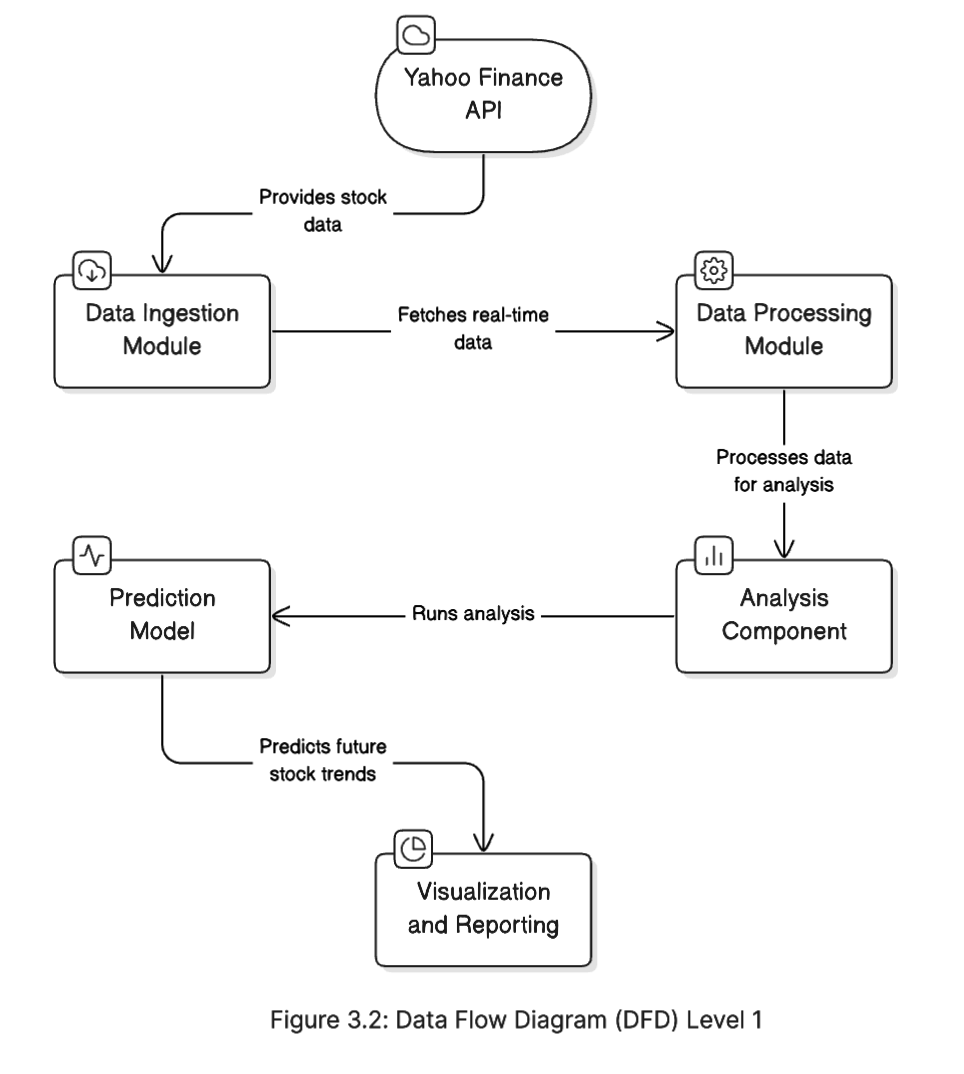 Yahoo Finance
API
Provides stock
data
Data Ingestion
Module
Fetches real-time
data
Data Processing
Module
Processes data
for analysis
Analysis
Component
Runs analysis
Prediction
Model
Predicts future
stock trends
Visualization
and Reporting
Figure 3.2: Data Flow Diagram (DFD) Level 1